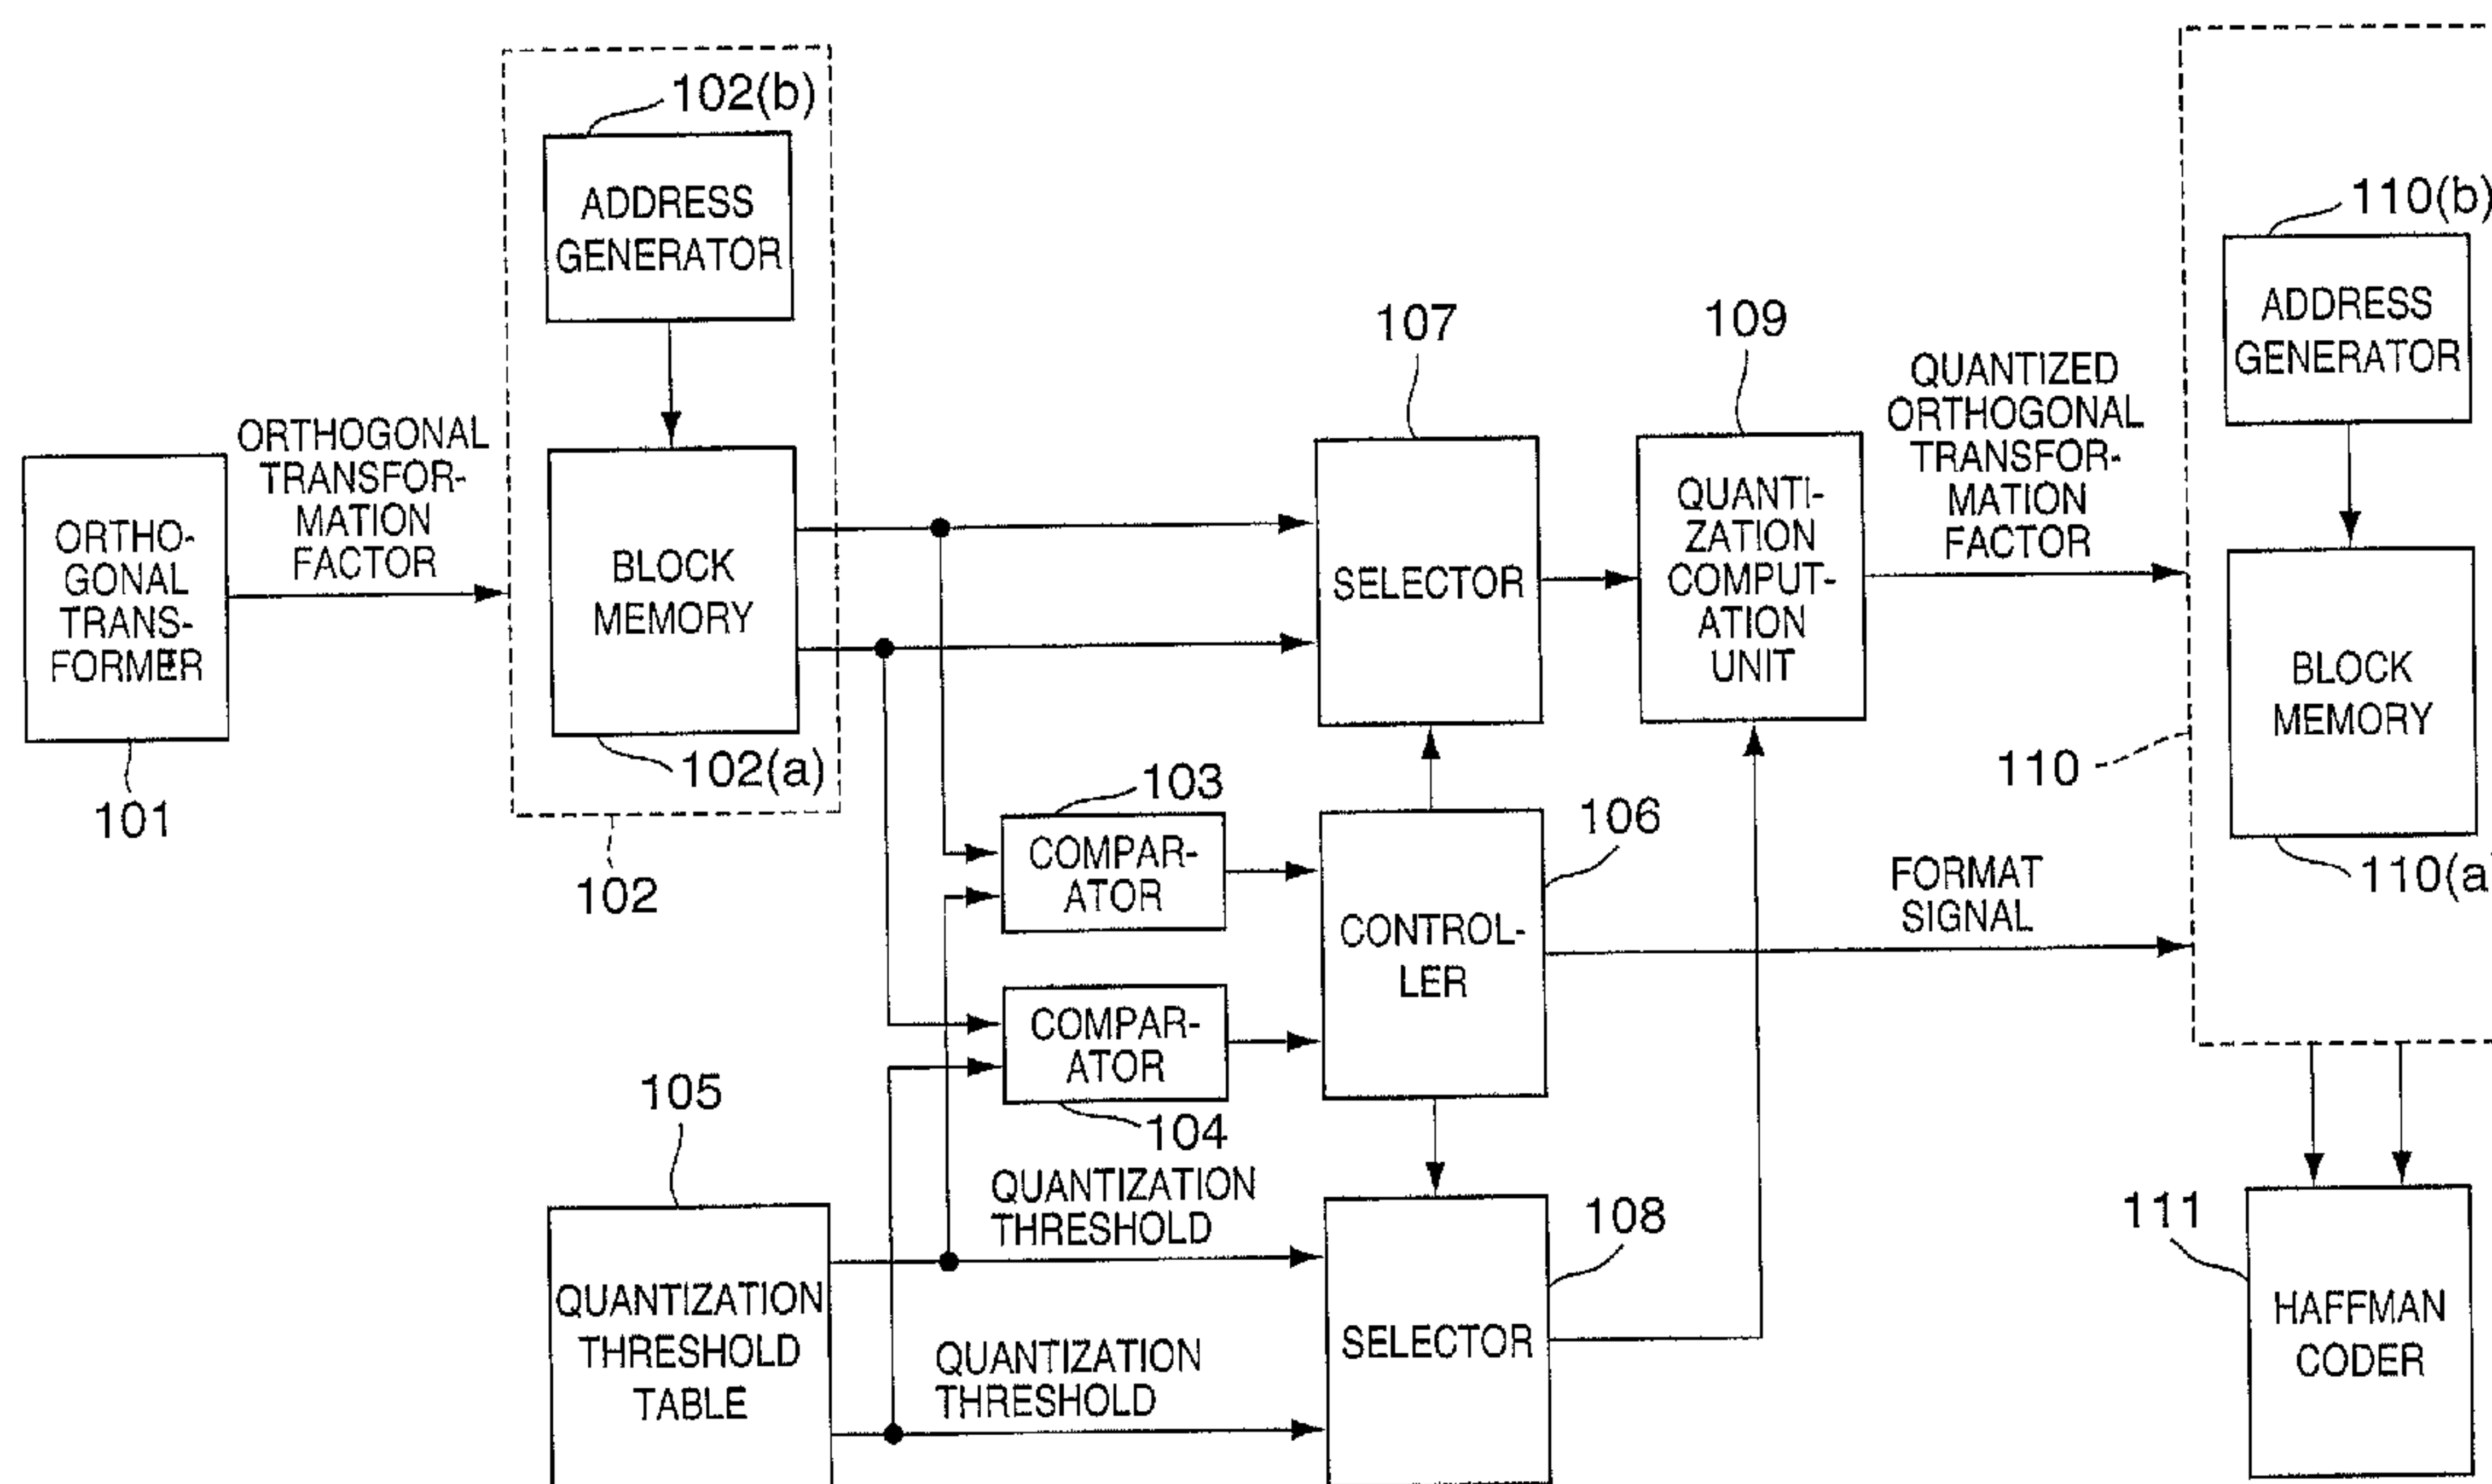 102(b)
ADDRESS
GENERATOR
BLOCK
MEMORY
102(a)
102
ORTHOGONAL
TRANSFOR-
MATION
FACTOR
ORTHO-
GONAL
TRANS-
FORMER
101
107
SELECTOR
109
QUANTI-
ZATION
COMPUT-
ATION
UNIT
QUANTIZED
ORTHOGONAL
TRANSFOR-
MATION
FACTOR
110(b)
ADDRESS
GENERATOR
BLOCK
MEMORY
110(a
110
103
COMPAR-
ATOR
COMPAR-
ATOR
104
106
CONTROL-
LER
FORMAT
SIGNAL
105
QUANTIZATION
THRESHOLD
TABLE
QUANTIZATION
THRESHOLD
QUANTIZATION
THRESHOLD
108
SELECTOR
111
HAFFMAN
CODER